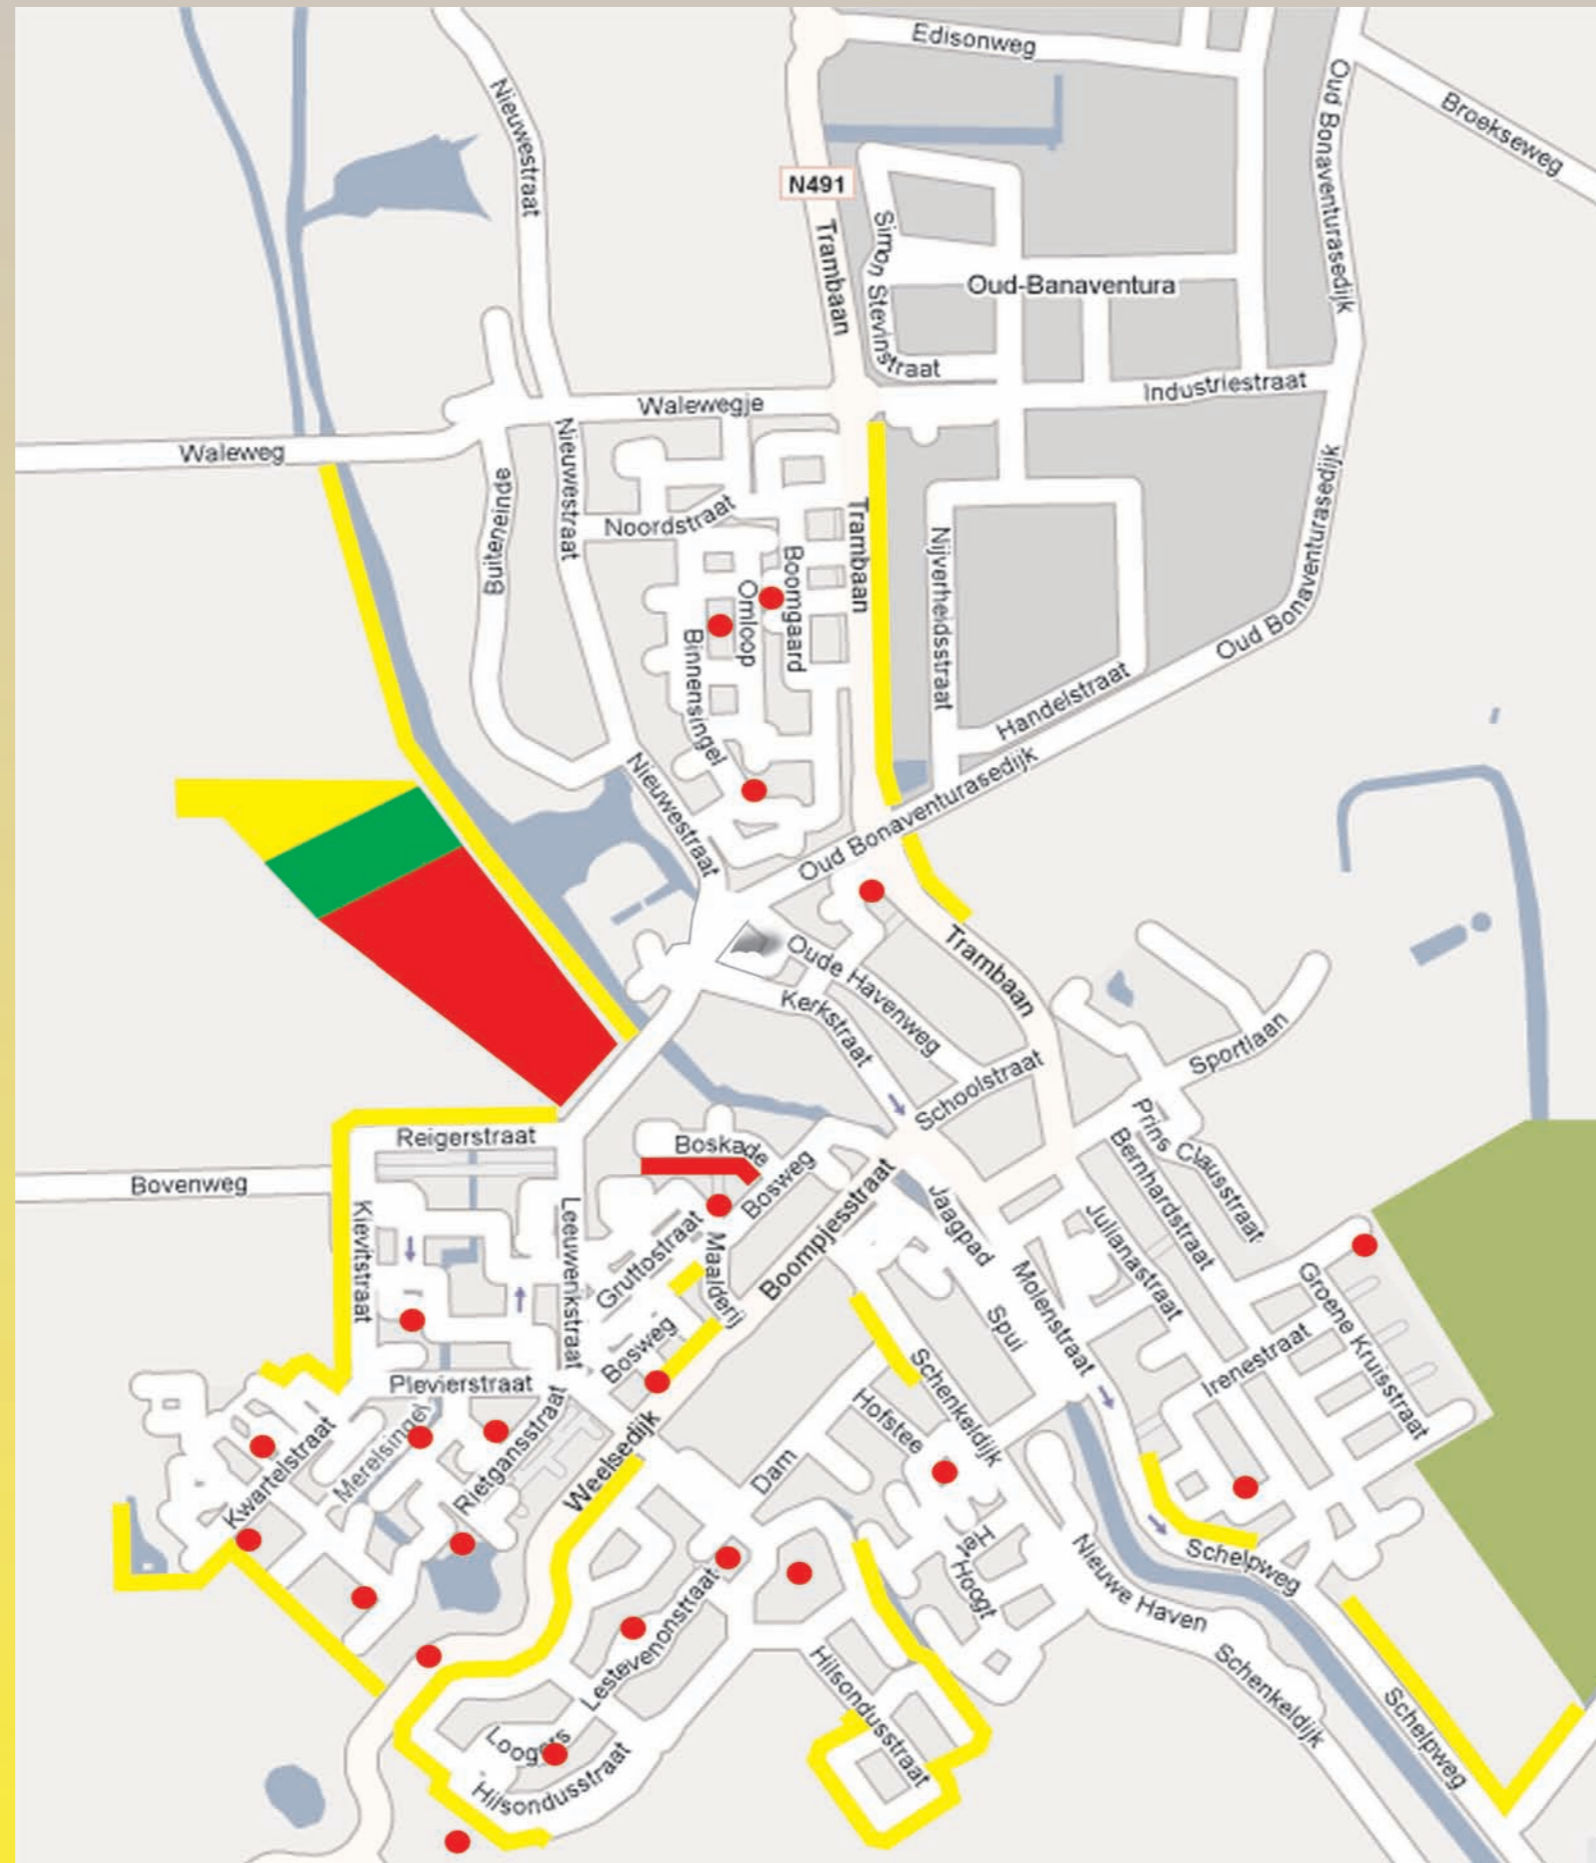 Edisonweg
Broekseweg
Oud Bonaventurasedijk
Nieuwestraat
N491
Trambaan
Simon Stevinstraat
Oud-Banaventura
Industriestraat
Walewegje
Waleweg
Nieuwestraat
Buiteneinde
Noordstraat
Trambaan
Boomgaard
Omloop
Binnensingel
Nijverheidsstraat
Oud Bonaventurasedijk
Handelstraat
Nieuwestraat
Oud Bonaventurasedijk
Oude Havenweg
Trambaan
Kerkstraat
Schoolstraat
Sportlaan
Prins Clausstraat
Bernhardstraat
Reigerstraat
Boskade
Bosweg
Bovenweg
Boompjesstraat
Jaagpad
Julianastraat
Kievitstraat
Leeuwenkstraat
Gruttostraat
Maalderij
Molenstraat
Spui
Groene Kruisstraat
Irenestraat
Bosweg
Schenkeldijk
Plevierstraat
Hofstee
Kwartelstraat
Merelsingel
Rietgansstraat
Weelsedijk
Dam
Het Hoogt
Nieuwe Haven
Schelpweg
Lestevenonstraat
Hilsondusstraat
Schenkeldijk
Schelpweg
Loogers
Hilsondusstraat